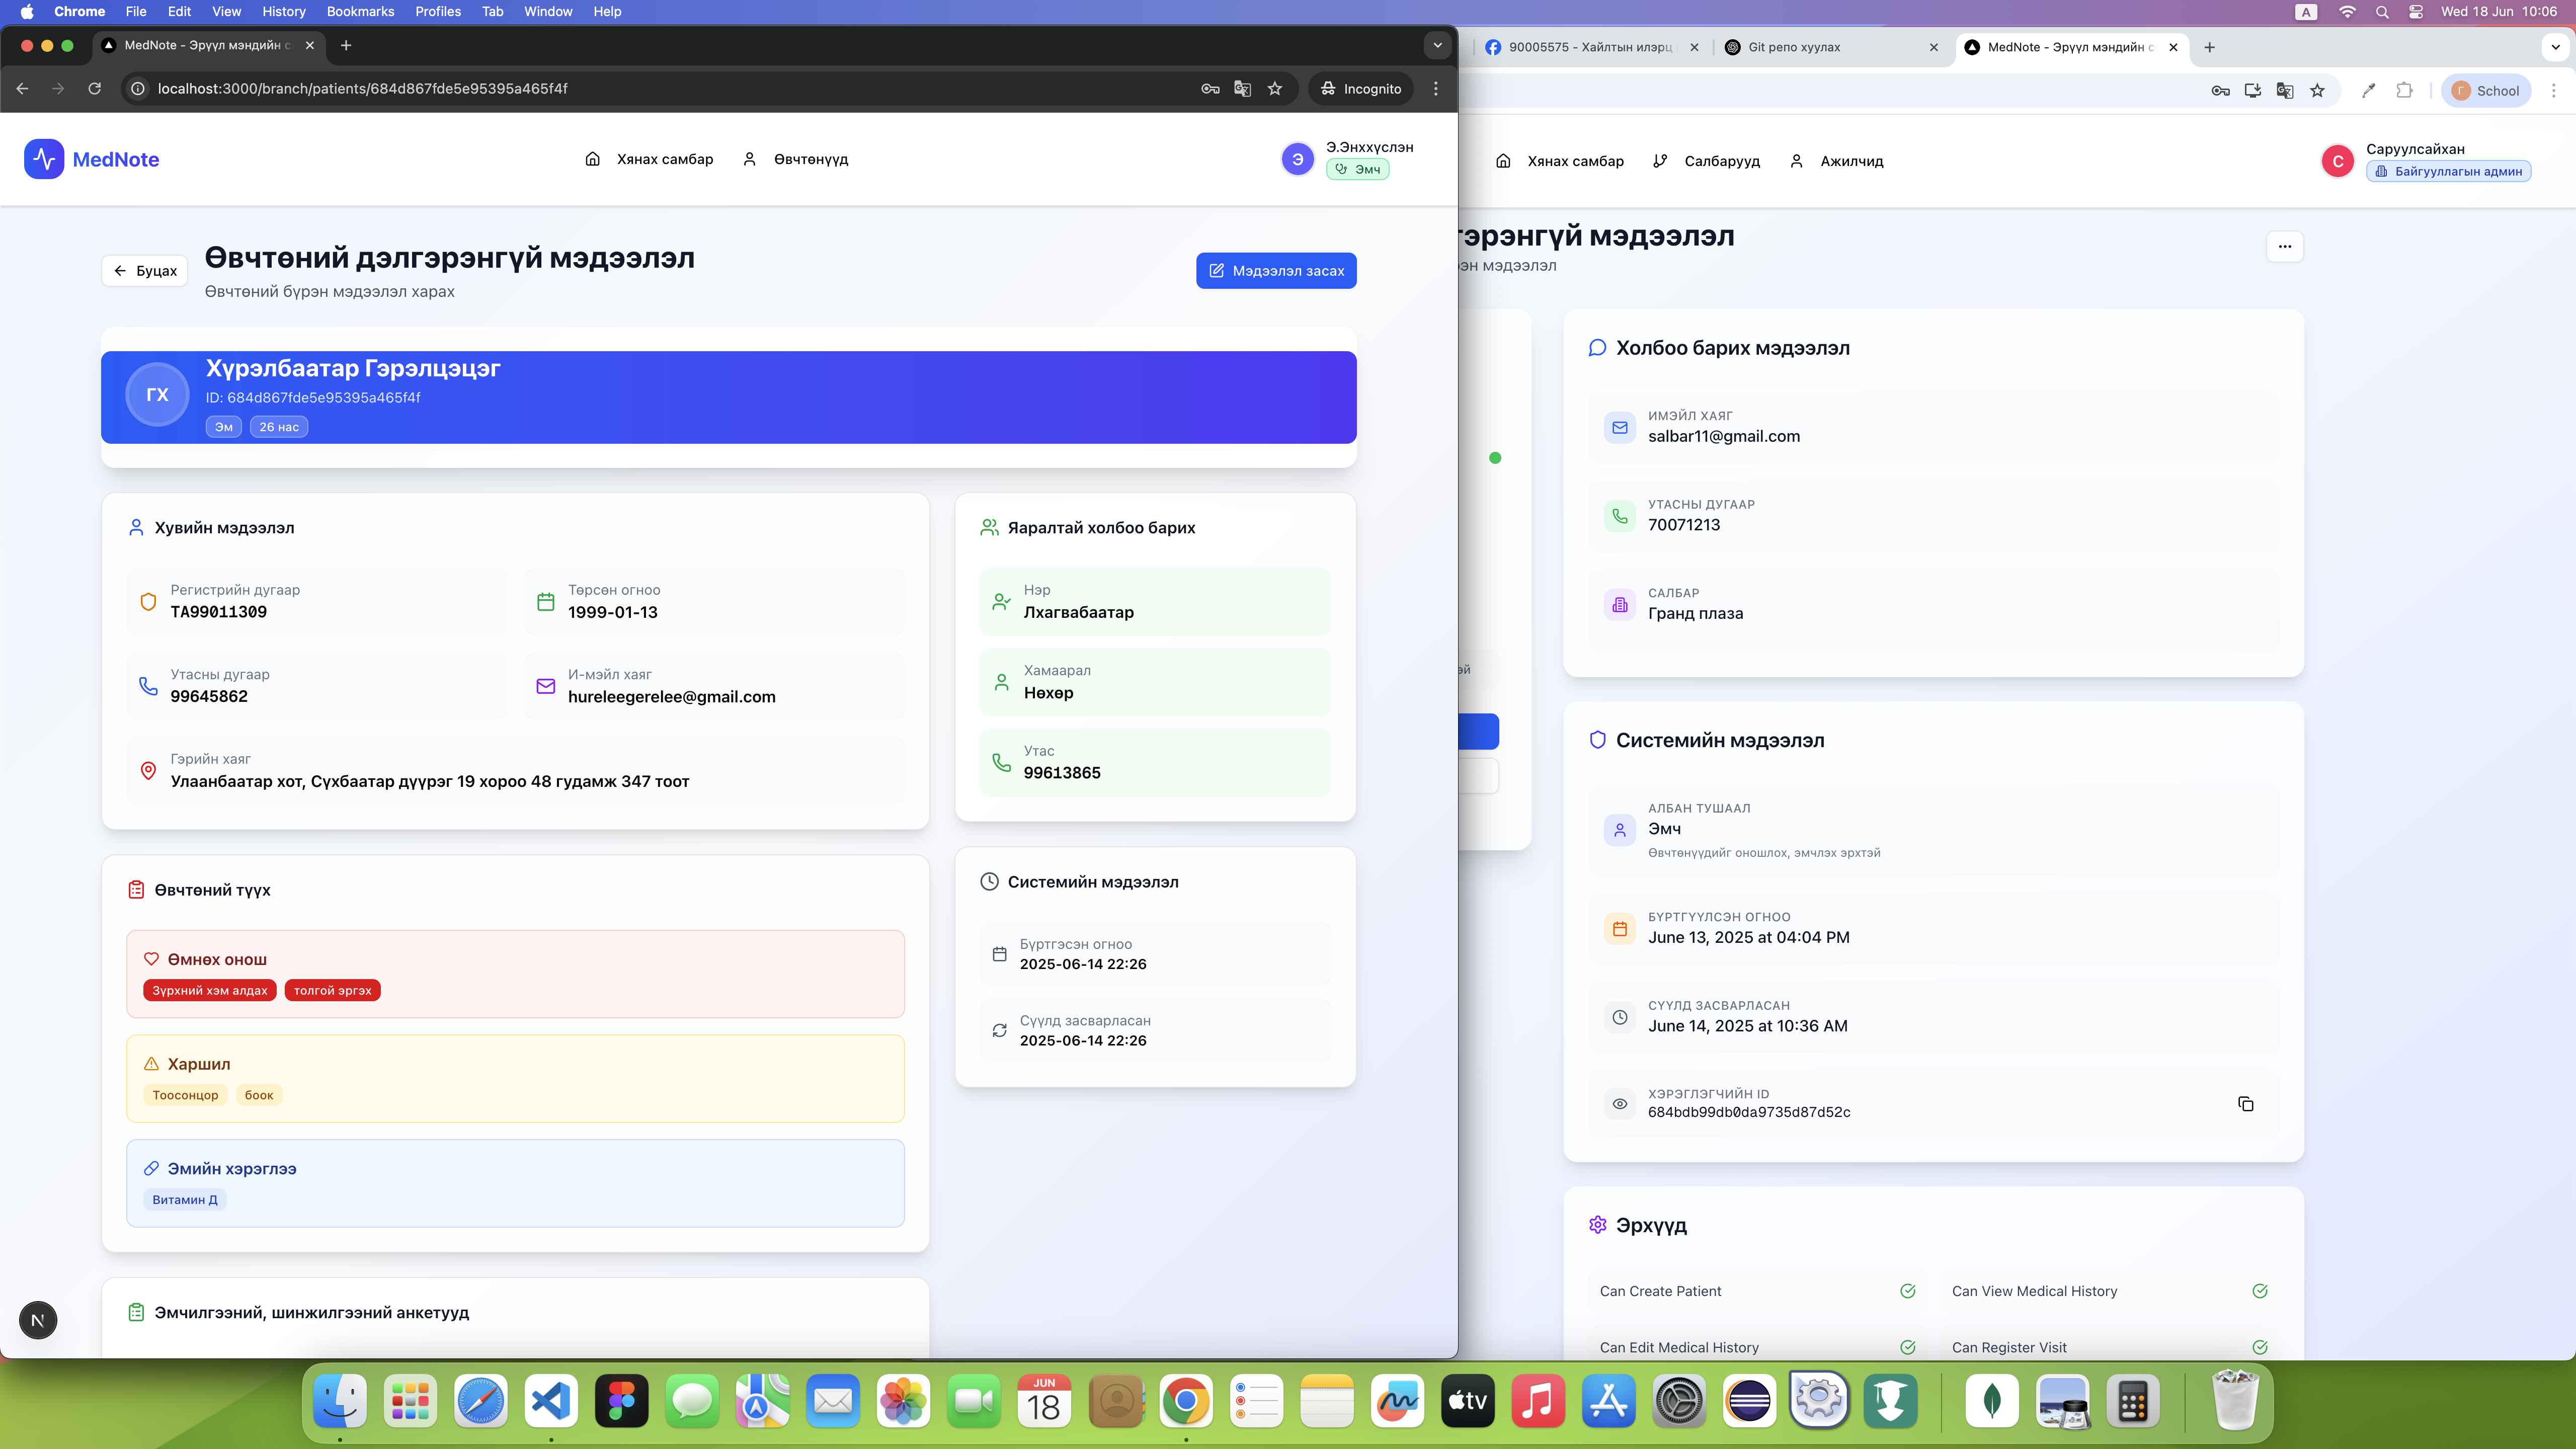 Chrome File Edit View History Bookmarks Profiles Tab Window Help
A Wed 18 Jun 10:06
MedNote - Эрүүл мэндийн с
localhost:3000/branch/patients/684d867fde5e95395a465f4f
Incognito
MedNote
Хянах самбар
Өвчтөнүүд
Э
Э.Энххүслэн
Эмч
Буцах
Өвчтөний дэлгэрэнгүй мэдээлэл
Өвчтөний бүрэн мэдээлэл харах
Мэдээлэл засах
ГХ
Хүрэлбаатар Гэрэлцэцэг
ID: 684d867fde5e95395a465f4f
Эм
26 нас
Хувийн мэдээлэл
Регистрийн дугаар
ТА99011309
Төрсөн огноо
1999-01-13
Утасны дугаар
99645862
И-мэйл хаяг
hureleegerelee@gmail.com
Гэрийн хаяг
Улаанбаатар хот, Сүхбаатар дүүрэг 19 хороо 48 гудамж 347 тоот
Яаралтай холбоо барих
Нэр
Лхагвабаатар
Хамаарал
Нөхөр
Утас
99613865
Өвчтөний түүх
Өмнөх онош
Зүрхний хэм алдах
толгой эргэх
Харшил
Тоосонцор
боок
Эмийн хэрэглээ
Витамин Д
Системийн мэдээлэл
Бүртгэсэн огноо
2025-06-14 22:26
Сүүлд засварласан
2025-06-14 22:26
Эмчилгээний, шинжилгээний анкетууд
N
90005575 - Хайлтын илэрц
Git репо хуулах
MedNote - Эрүүл мэндийн с
School
Хянах самбар
Салбарууд
Ажилчид
С
Саруулсайхан
Байгууллагын админ
гэрэнгүй мэдээлэл
эн мэдээлэл
эй
Холбоо барих мэдээлэл
ИМЭЙЛ ХАЯГ
salbar11@gmail.com
УТАСНЫ ДУГААР
70071213
САЛБАР
Гранд плаза
Системийн мэдээлэл
АЛБАН ТУШААЛ
Эмч
Өвчтөнүүдийг оношлох, эмчлэх эрхтэй
БҮРТГҮҮЛСЭН ОГНОО
June 13, 2025 at 04:04 PM
СҮҮЛД ЗАСВАРЛАСАН
June 14, 2025 at 10:36 AM
ХЭРЭГЛЭГЧИЙН ID
684bdb99db0da9735d87d52c
Эрхүүд
Can Create Patient
Can View Medical History
Can Edit Medical History
Can Register Visit
JUN
18
tv